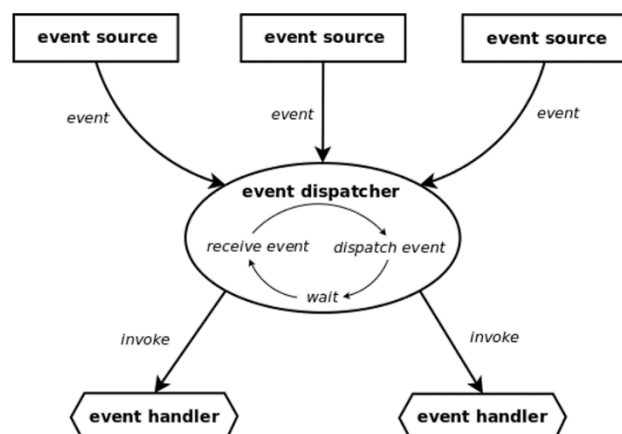 event source
event source
event source
event
event
event
event dispatcher
receive event
dispatch event
wait
invoke
invoke
event handler
event handler